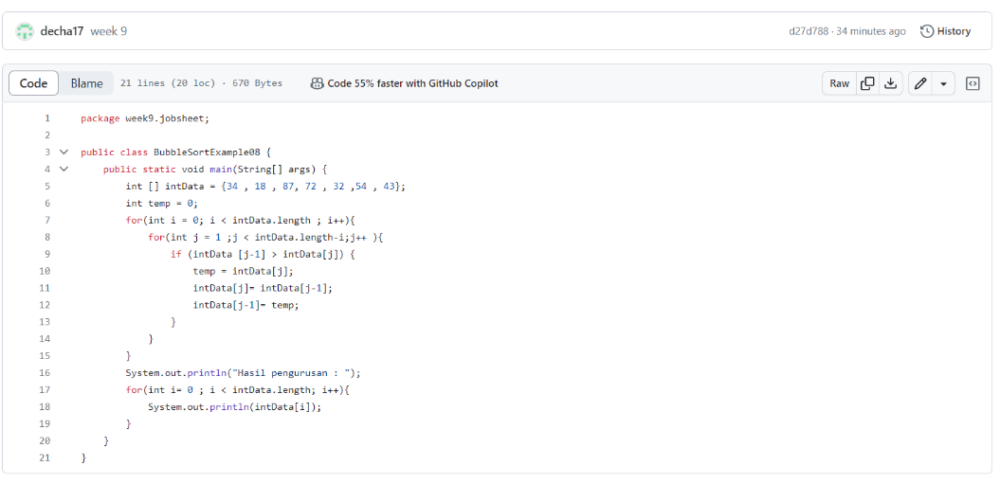 decha17 week 9 d27d788 · 34 minutes ago History
Code Blame 21 lines (20 loc) · 670 Bytes Code 55% faster with GitHub Copilot Raw
1 package week9.jobsheet;
2
3 public class BubbleSortExample08 {
4 public static void main(String[] args) {
5 int [] intData = {34 , 18 , 87, 72 , 32 ,54 , 43};
6 int temp = 0;
7 for(int i = 0; i < intData.length ; i++){
8 for(int j = 1 ;j < intData.length-i;j++ ){
9 if (intData [j-1] > intData[j]) {
10 temp = intData[j];
11 intData[j]= intData[j-1];
12 intData[j-1]= temp;
13 }
14 }
15 }
16 System.out.println("Hasil pengurusan : ");
17 for(int i= 0 ; i < intData.length; i++){
18 System.out.println(intData[i]);
19 }
20 }
21 }